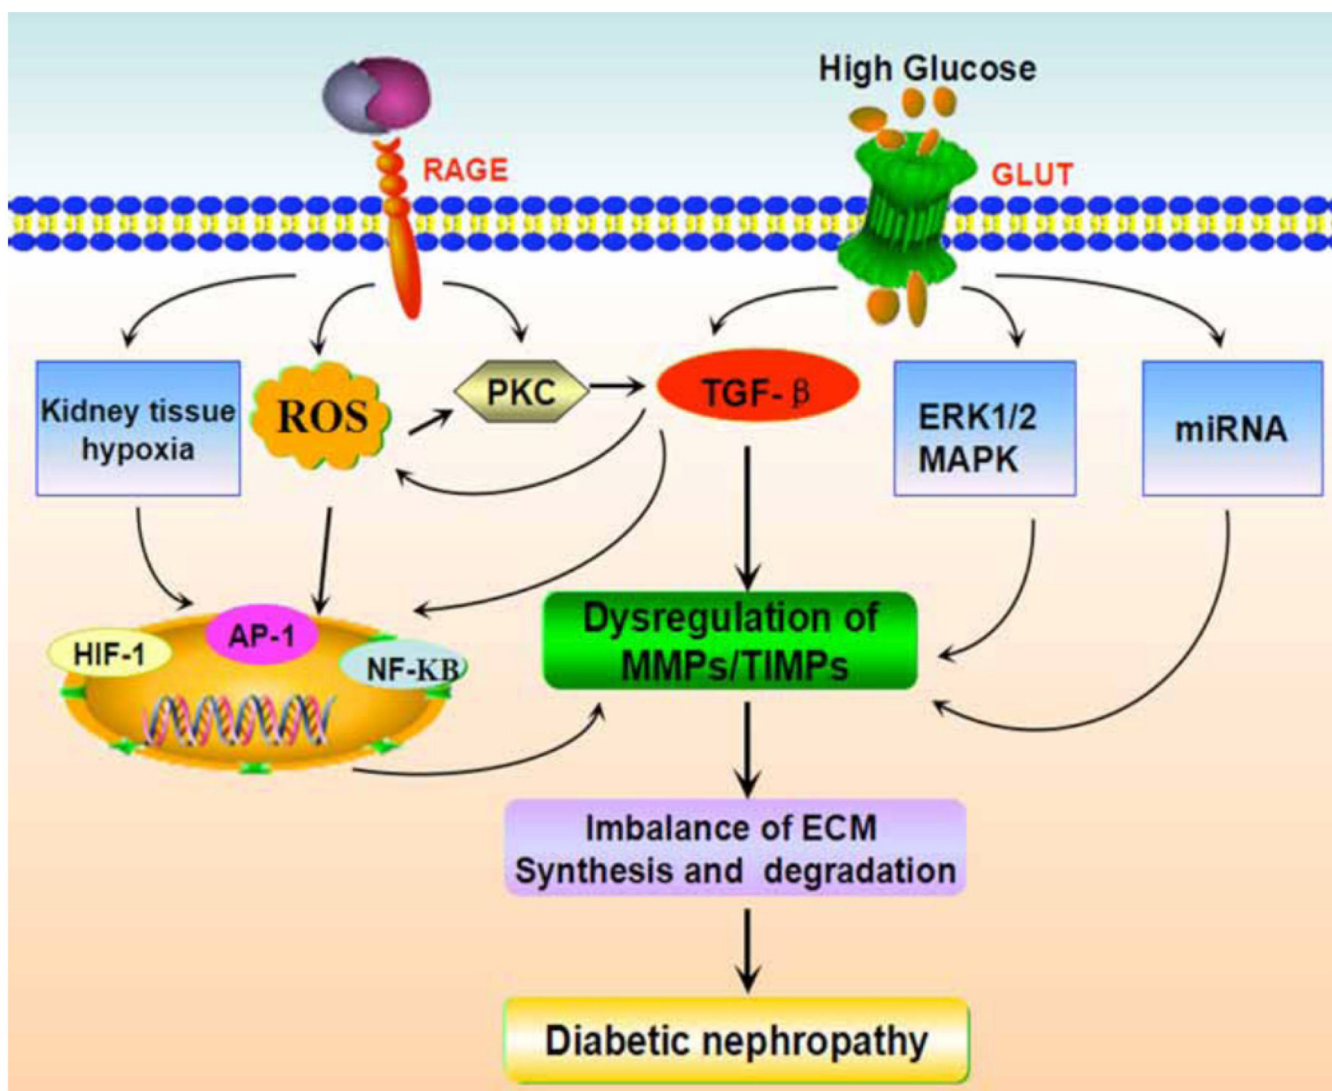 High Glucose
RAGE
GLUT
Kidney tissue
hypoxia
ROS
PKC
TGF- β
ERK1/2
MAPK
miRNA
HIF-1
AP-1
NF-KB
Dysregulation of
MMPs/TIMPs
Imbalance of ECM
Synthesis and degradation
Diabetic nephropathy